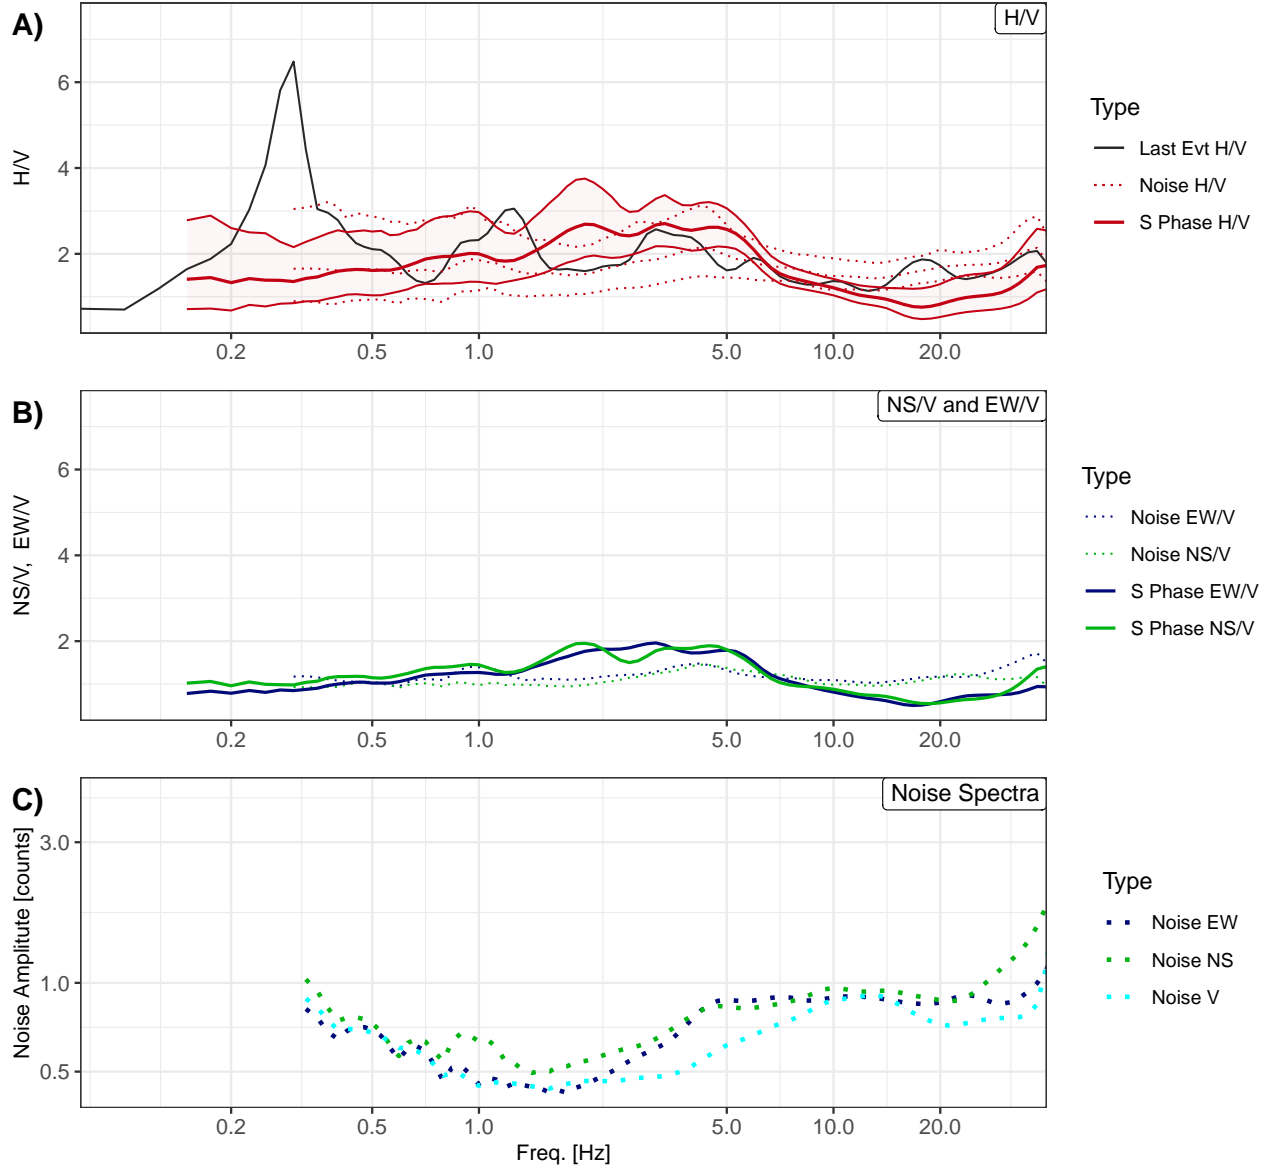 A)
H/V
H/V
6
4
2
0.2 0.5 1.0 5.0 10.0 20.0
Type
Last Evt H/V
Noise H/V
S Phase H/V
B)
NS/V and EW/V
NS/V, EW/V
6
4
2
0.2 0.5 1.0 5.0 10.0 20.0
Type
Noise EW/V
Noise NS/V
S Phase EW/V
S Phase NS/V
C)
Noise Spectra
Noise Amplitute [counts]
3.0
1.0
0.5
0.2 0.5 1.0 5.0 10.0 20.0
Freq. [Hz]
Type
Noise EW
Noise NS
Noise V